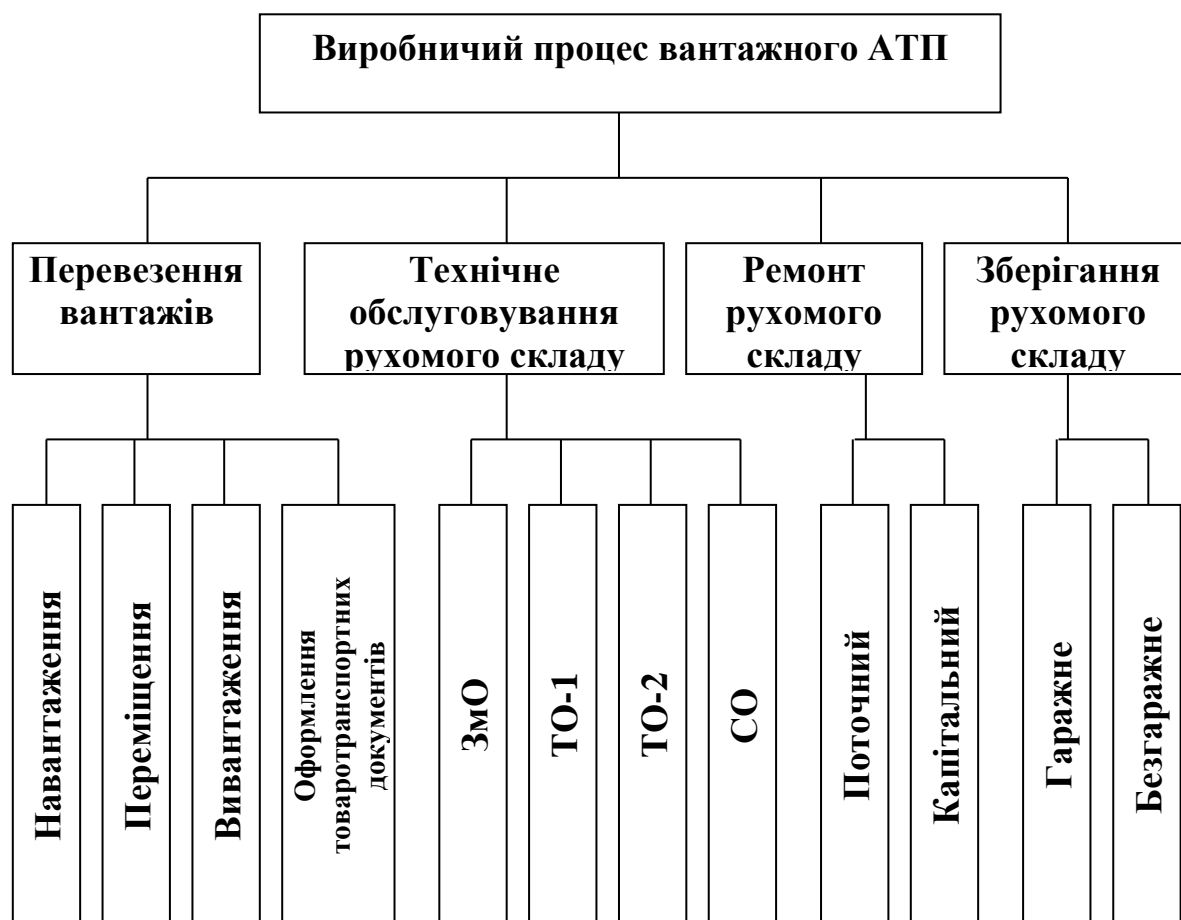 Виробничий процес вантажного АТП
Перевезення
вантажів
Технічне
обслуговування
рухомого складу
Ремонт
рухомого
складу
Зберігання
рухомого
складу
Навантаження
Переміщення
Вивантаження
Оформлення
товаротранспортних
документів
ЗмО
ТО-1
ТО-2
СО
Поточний
Капітальний
Гаражне
Безгаражне